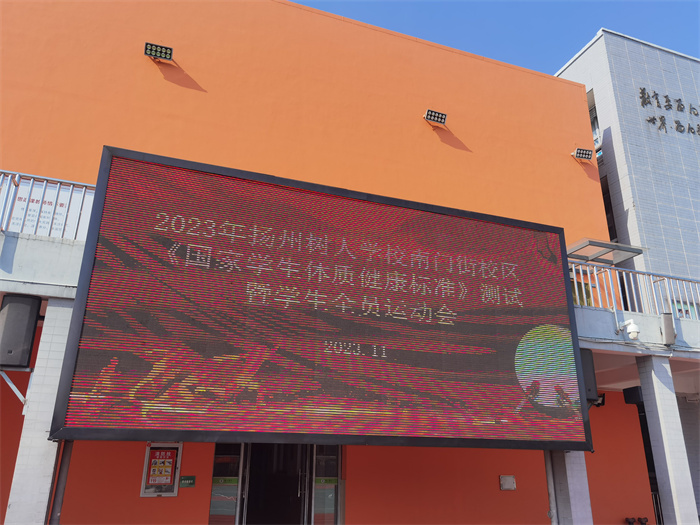 2023年扬州树人学校南门街校区
《国家学生体质健康标准》测试
暨学生全员运动会
2023.11